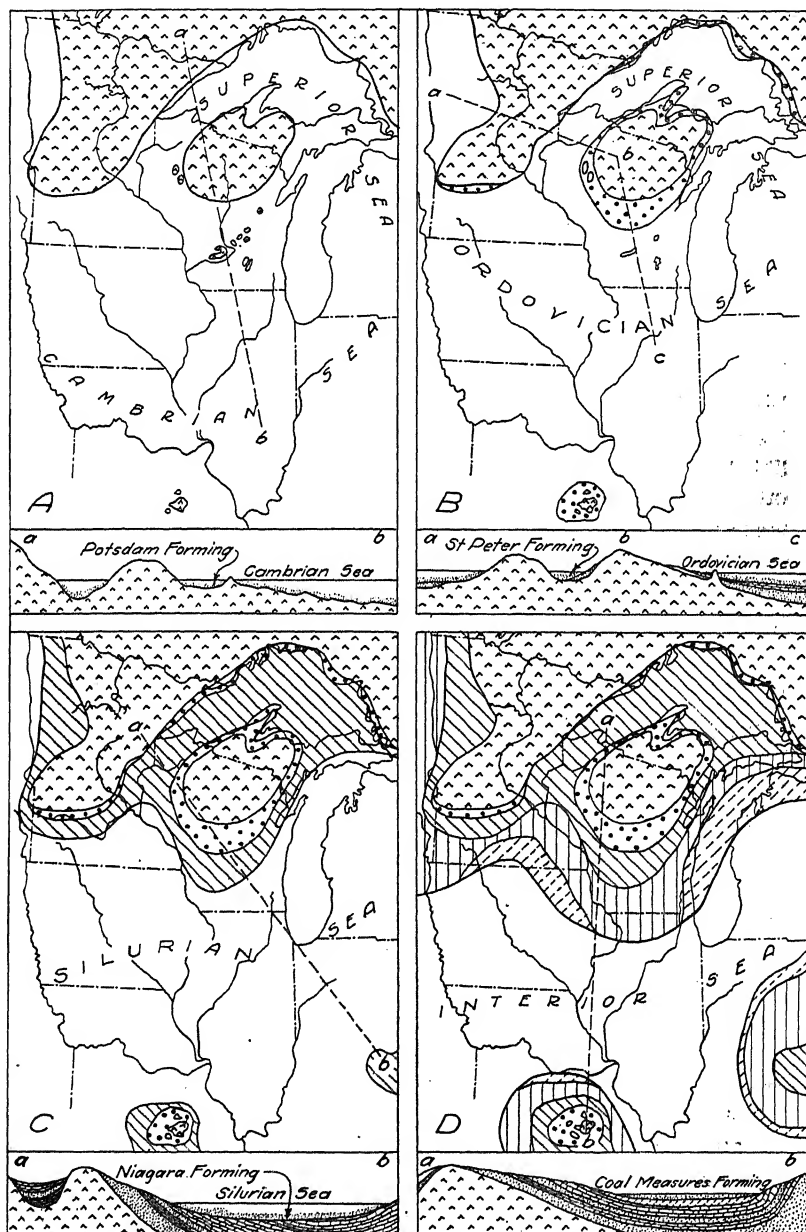 a
SUPERIOR
SEA
CAMBRIAN SEA
b
A
a b
Potsdam Forming
Cambrian Sea
a
SUPERIOR
SEA
b
ORDOVICIAN SEA
c
B
a b c
St Peter Forming
Ordovician Sea
a
SILURIAN SEA
b
C
a b
Niagara Forming
Silurian Sea
a
INTERIOR SEA
b
D
a b
Coal Measures Forming